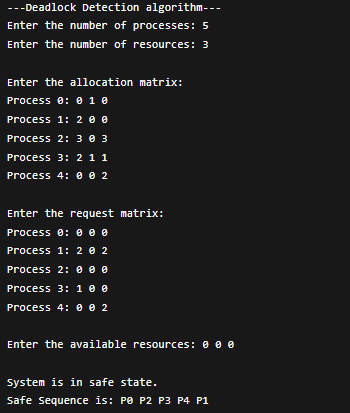 ---Deadlock Detection algorithm---
Enter the number of processes: 5
Enter the number of resources: 3
Enter the allocation matrix:
Process 0: 0 1 0
Process 1: 2 0 0
Process 2: 3 0 3
Process 3: 2 1 1
Process 4: 0 0 2
Enter the request matrix:
Process 0: 0 0 0
Process 1: 2 0 2
Process 2: 0 0 0
Process 3: 1 0 0
Process 4: 0 0 2
Enter the available resources: 0 0 0
System is in safe state.
Safe Sequence is: P0 P2 P3 P4 P1